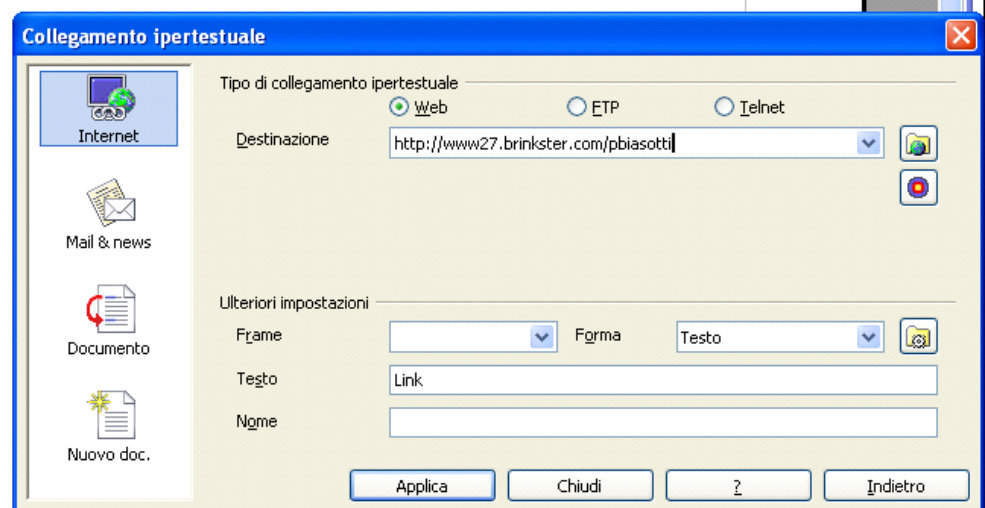 Collegamento ipertestuale
Internet
Mail & news
Documento
Nuovo doc.
Tipo di collegamento ipertestuale
Web FTP Telnet
Destinazione http://www27.brinkster.com/pbiasotti
Ulteriori impostazioni
Frame Forma Testo
Testo Link
Nome
Applica Chiudi ? Indietro